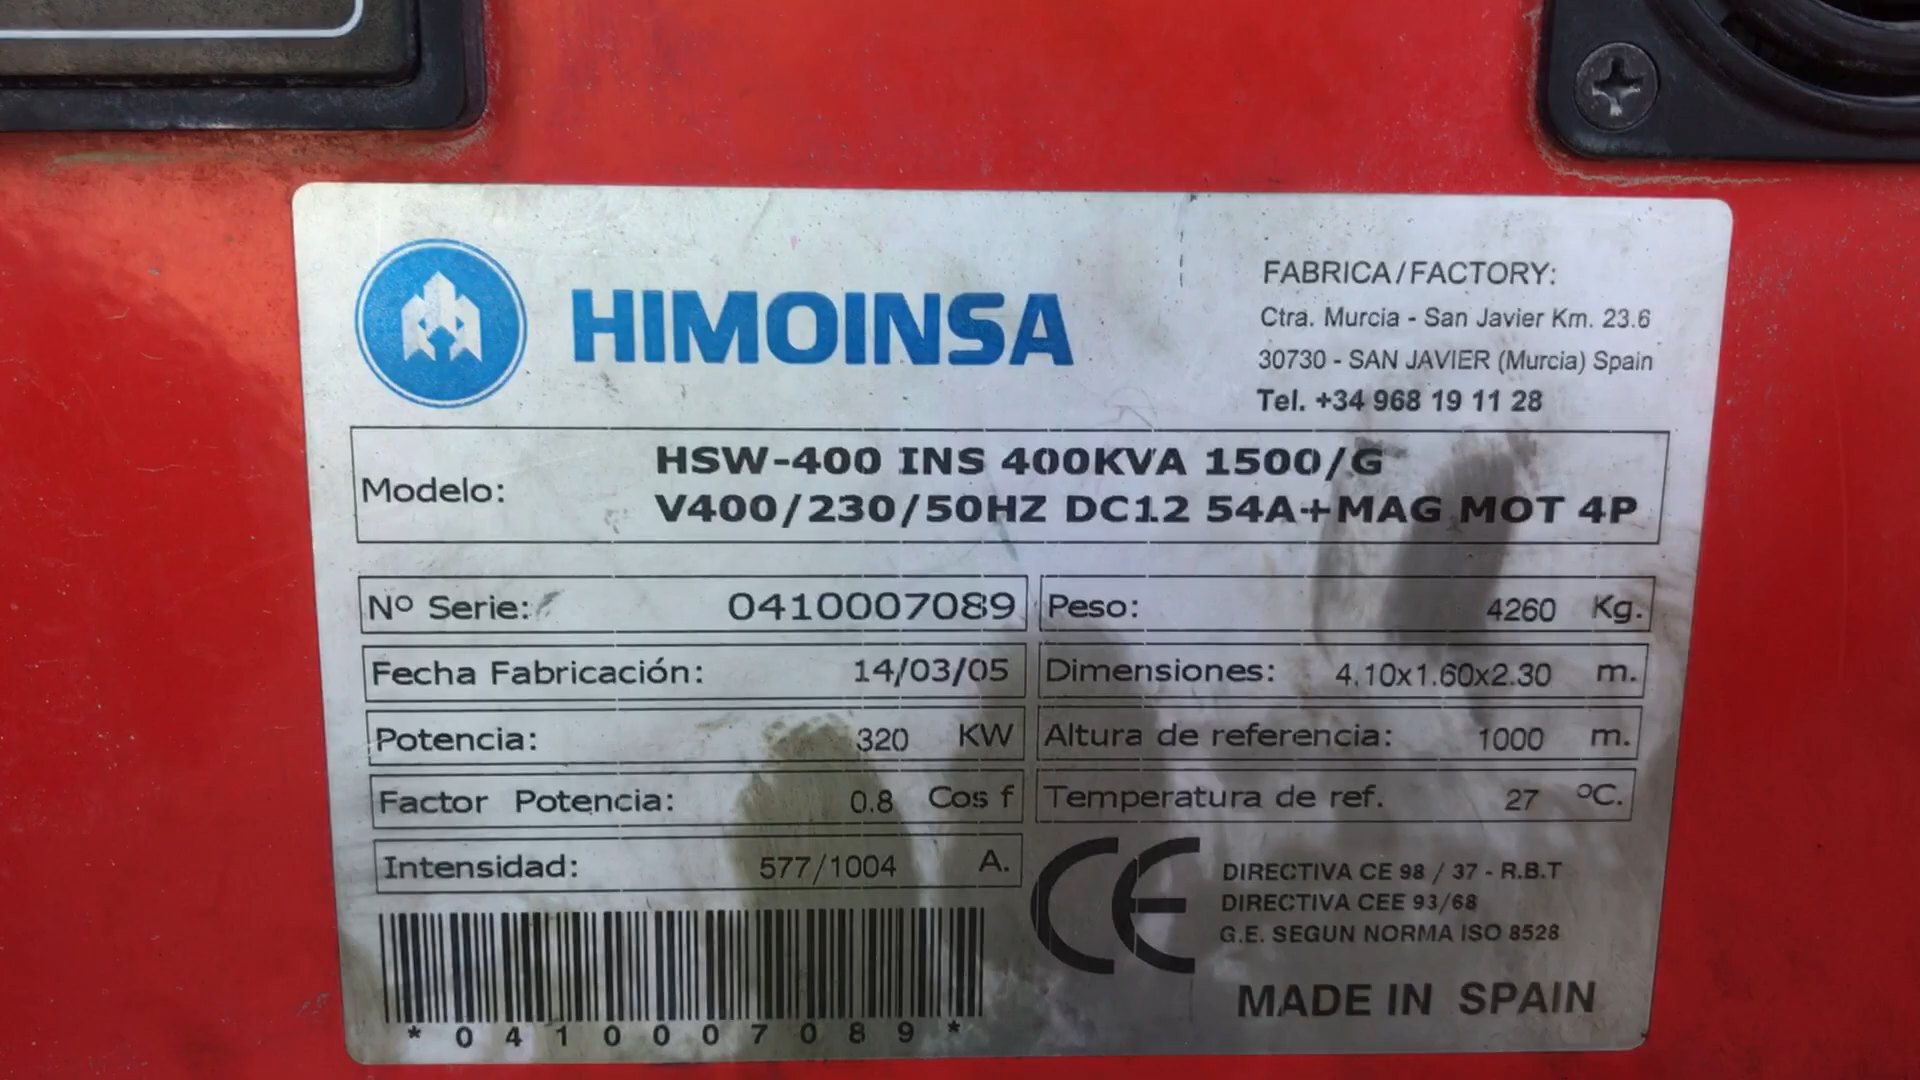 HIMOINSA
FABRICA/FACTORY:
Ctra. Murcia - San Javier Km. 23.6
30730 - SAN JAVIER (Murcia) Spain
Tel. +34 968 19 11 28
Modelo: HSW-400 INS 400KVA 1500/G
V400/230/50HZ DC12 54A+MAG MOT 4P
Nº Serie: 0410007089 Peso: 4260 Kg.
Fecha Fabricación: 14/03/05 Dimensiones: 4.10x1.60x2.30 m.
Potencia: 320 KW Altura de referencia: 1000 m.
Factor Potencia: 0.8 Cos f Temperatura de ref. 27 ºC.
Intensidad: 577/1004 A.
CE
DIRECTIVA CE 98 / 37 - R.B.T
DIRECTIVA CEE 93/68
G.E. SEGUN NORMA ISO 8528
MADE IN SPAIN
*0410007089*